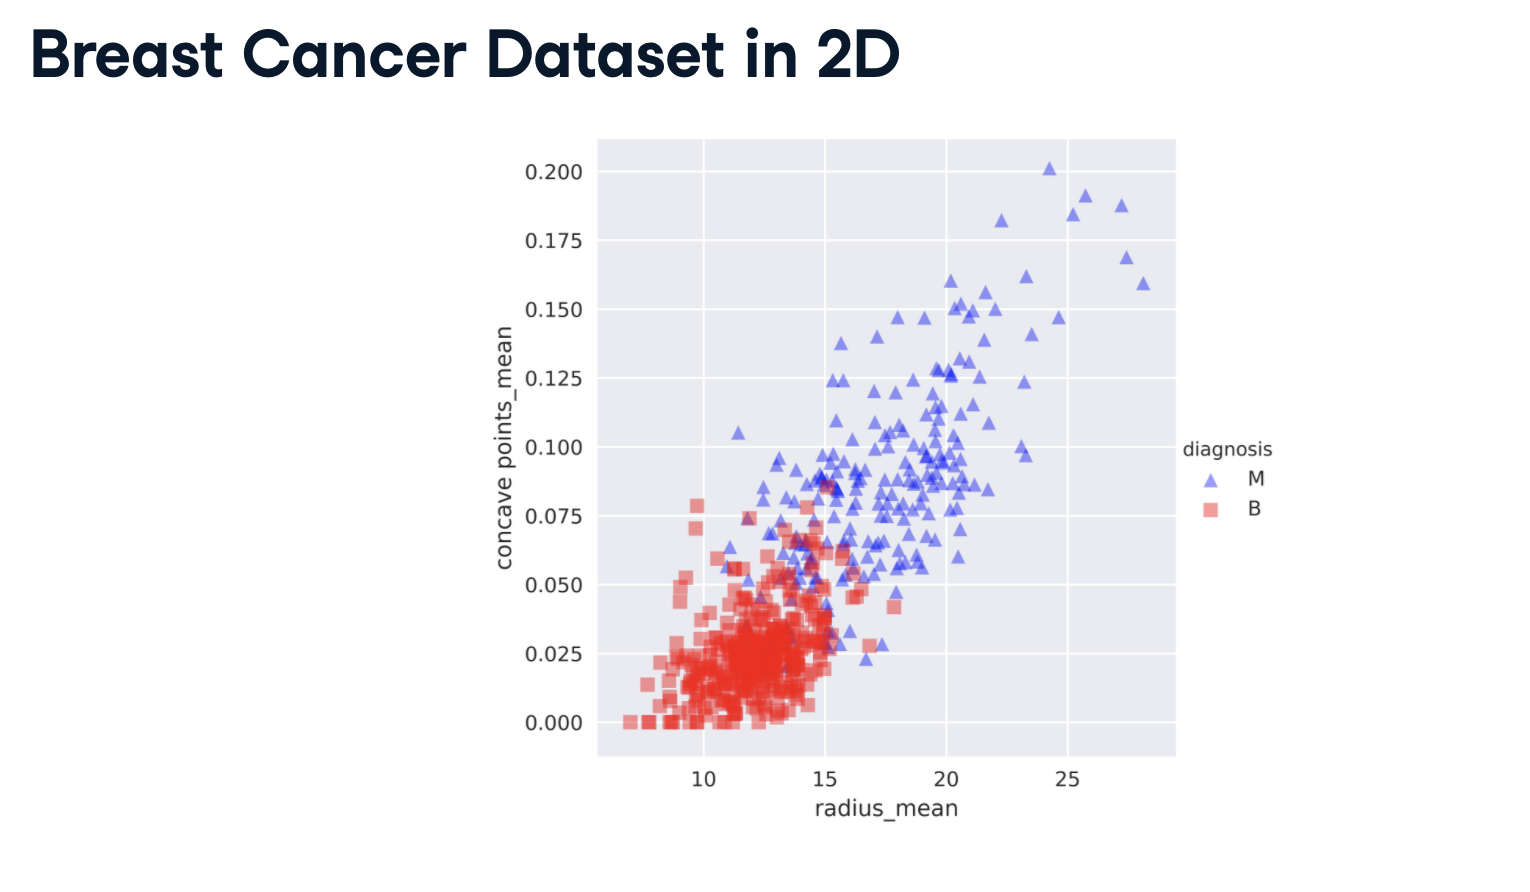 Breast Cancer Dataset in 2D
0.200
0.175
0.150
0.125
0.100
0.075
0.050
0.025
0.000
concave points_mean
10 15 20 25
radius_mean
diagnosis
M
B